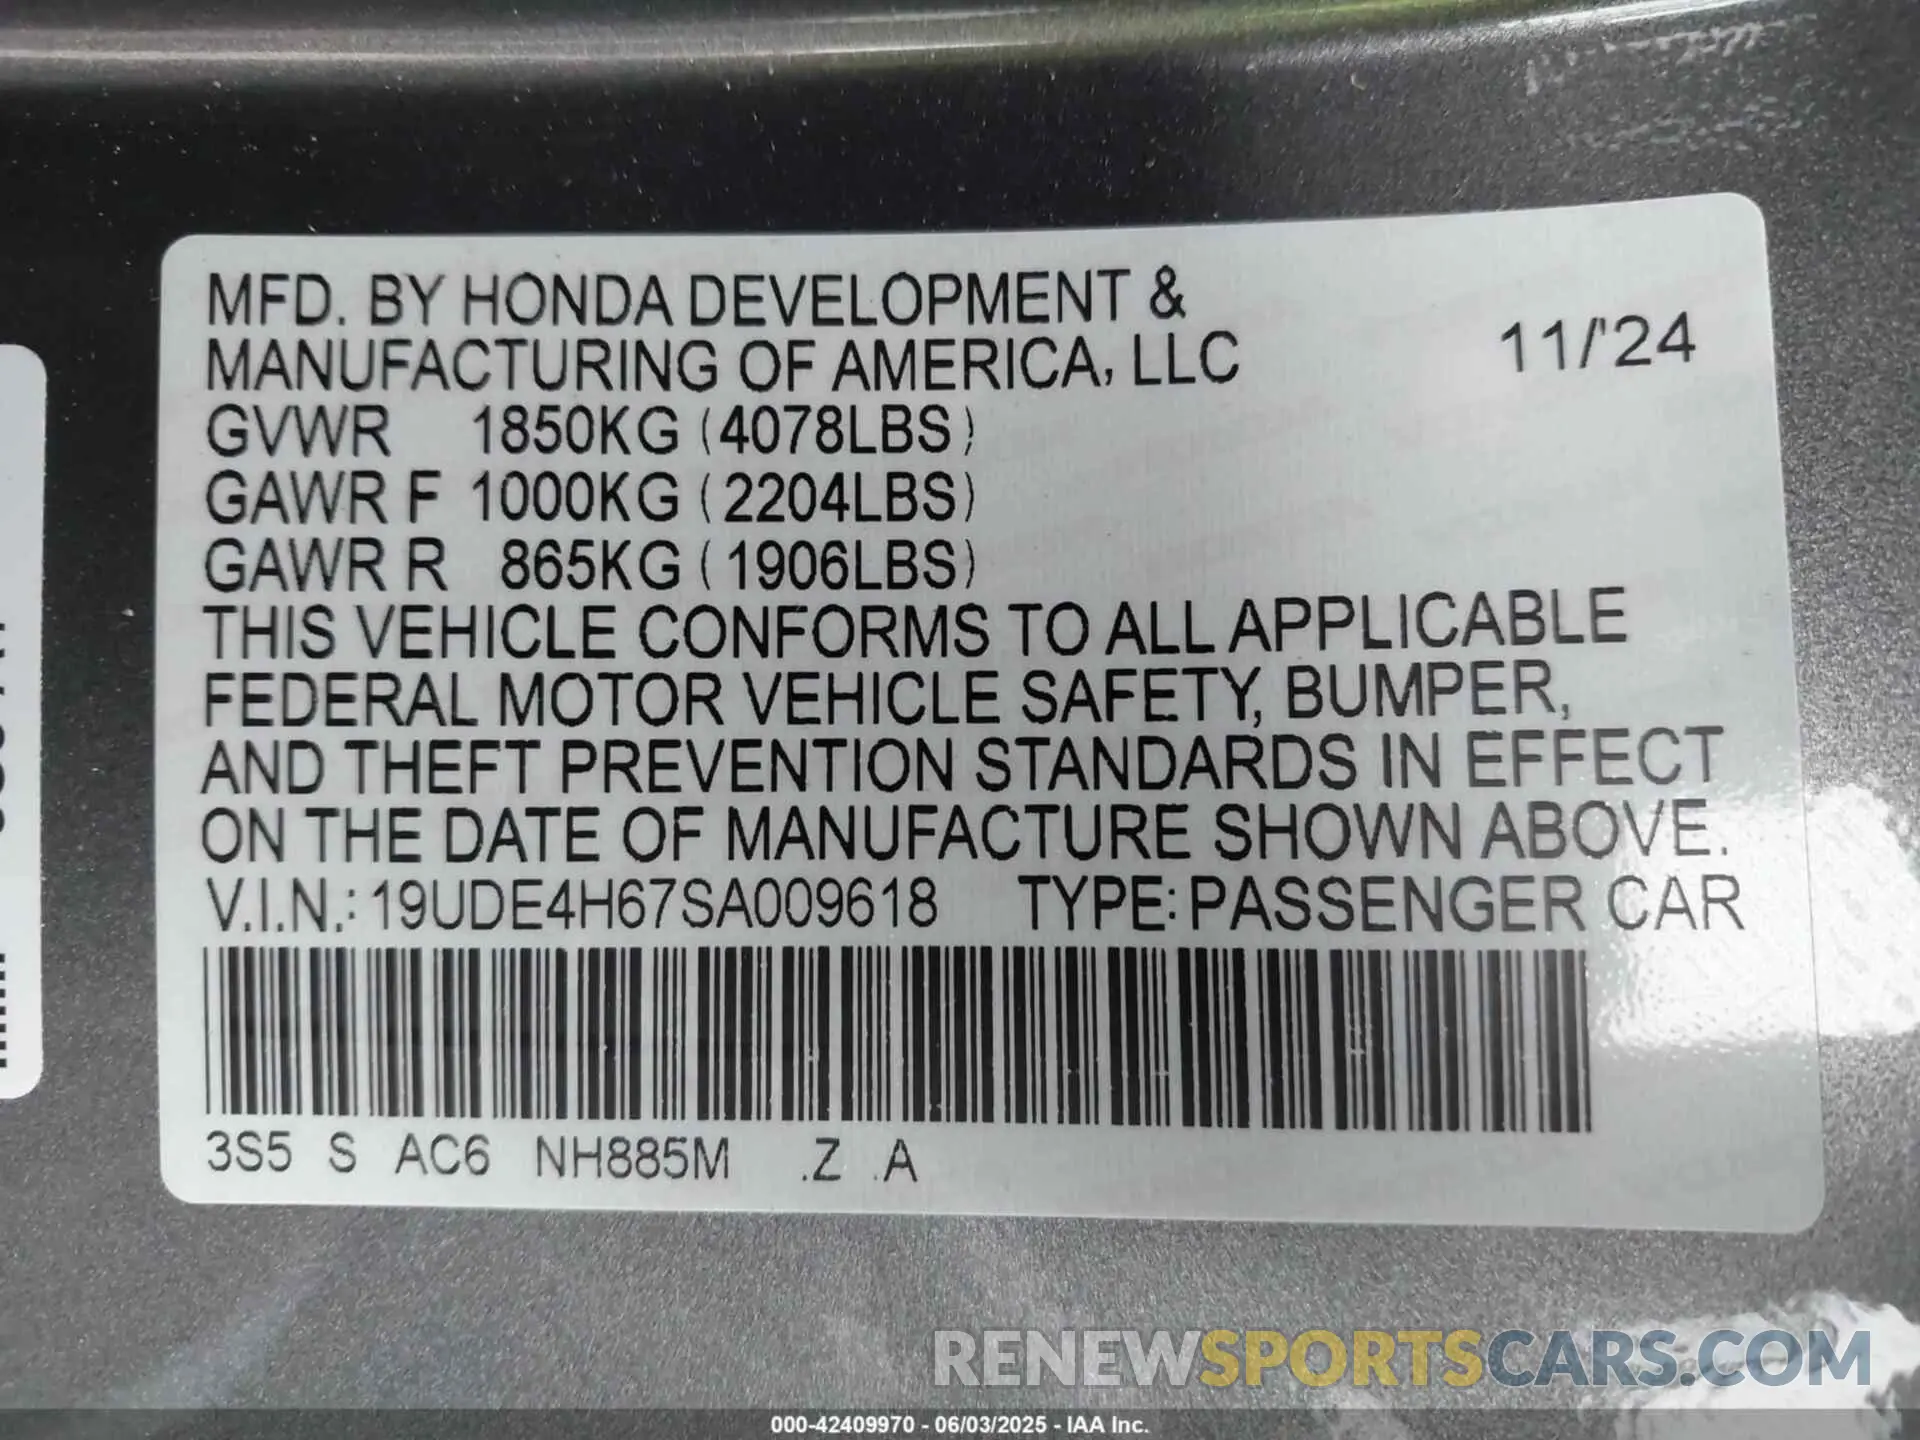 MFD. BY HONDA DEVELOPMENT &
MANUFACTURING OF AMERICA, LLC 11/'24
GVWR 1850KG (4078LBS)
GAWR F 1000KG (2204LBS)
GAWR R 865KG (1906LBS)
THIS VEHICLE CONFORMS TO ALL APPLICABLE
FEDERAL MOTOR VEHICLE SAFETY, BUMPER,
AND THEFT PREVENTION STANDARDS IN EFFECT
ON THE DATE OF MANUFACTURE SHOWN ABOVE.
V.I.N.: 19UDE4H67SA009618 TYPE: PASSENGER CAR
3S5 S AC6 NH885M .Z .A
RENEWSPORTSCARS.COM
000-42409970 - 06/03/2025 - IAA Inc.